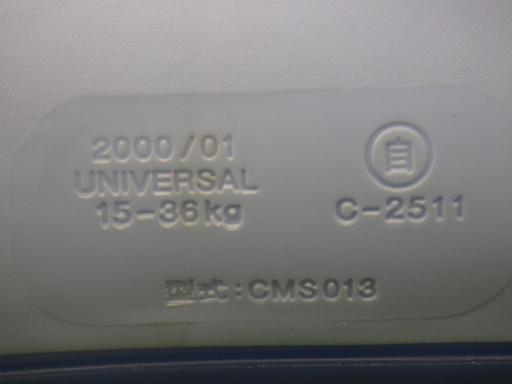 2000/01
UNIVERSAL
15-36kg
自
C-2511
型式:CMS013